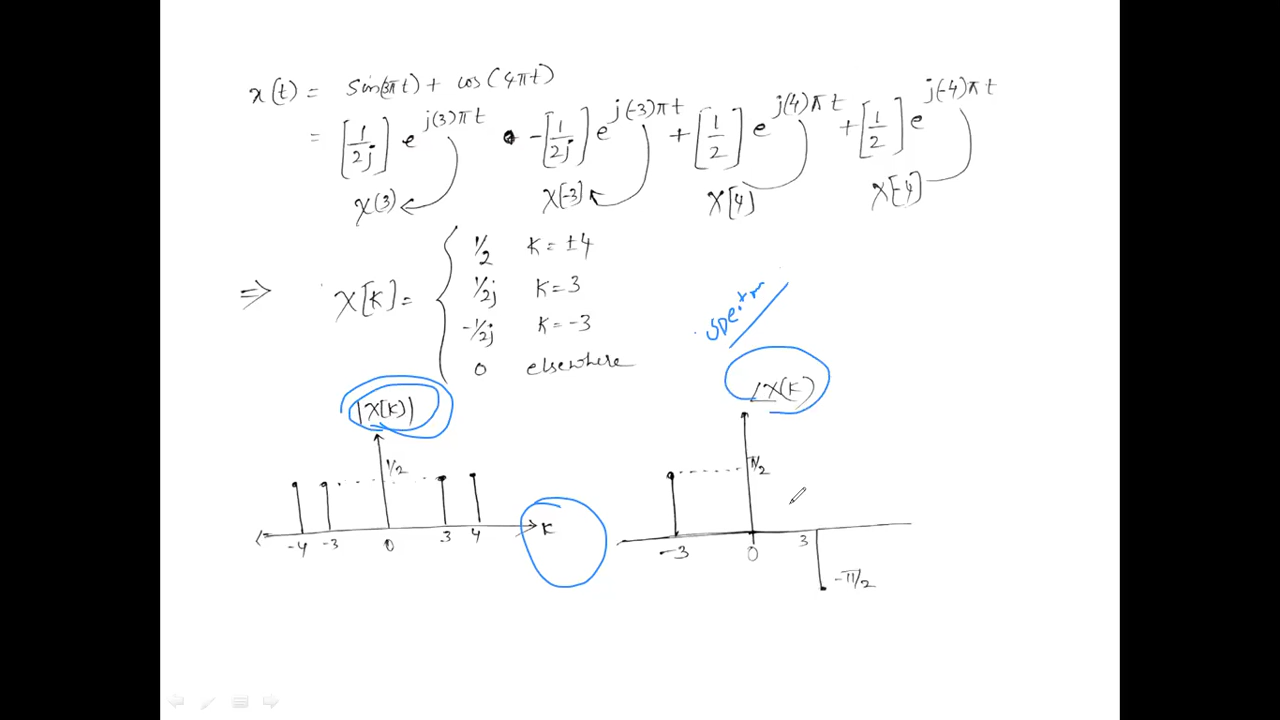 x(t) = sin(3πt) + cos(4πt)
= [1/2j] e^{j(3)πt} - [1/2j] e^{j(-3)πt} + [1/2] e^{j(4)πt} + [1/2] e^{j(-4)πt}
X(3) X[-3] X[4] X[-4]
⇒ X[K] = { 1/2 K = ±4
1/2j K = 3
-1/2j K = -3
0 elsewhere
|X[K]|
∠X(K)
1/2
π/2
-4 -3 0 3 4 K
-3 0 3
-π/2